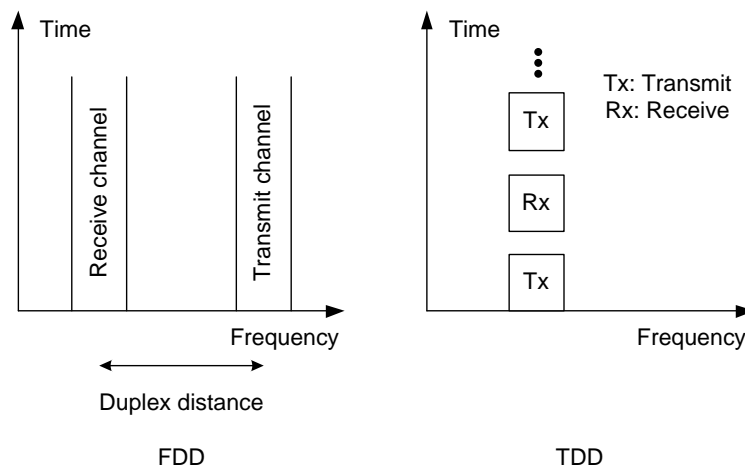 Time
Receive channel
Transmit channel
Frequency
Duplex distance
FDD
Time
Tx: Transmit
Rx: Receive
Tx
Rx
Tx
Frequency
TDD